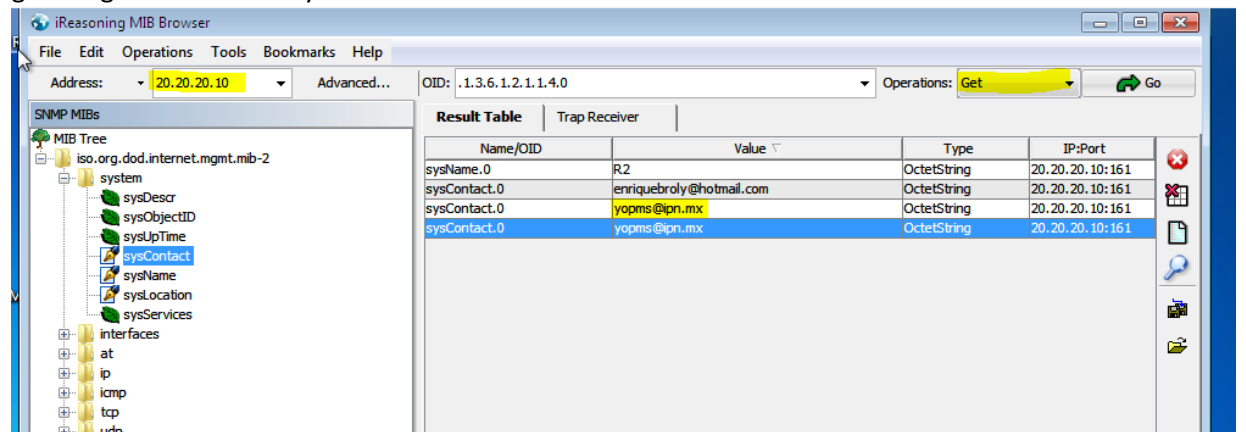 iReasoning MIB Browser
File Edit Operations Tools Bookmarks Help
Address: 20.20.20.10 Advanced... OID: .1.3.6.1.2.1.1.4.0 Operations: Get Go
SNMP MIBs
Result Table Trap Receiver
MIB Tree
iso.org.dod.internet.mgmt.mib-2
system
sysDescr
sysObjectID
sysUpTime
sysContact
sysName
sysLocation
sysServices
interfaces
at
ip
icmp
tcp
udp
Name/OID Value Type IP:Port
sysName.0 R2 OctetString 20.20.20.10:161
sysContact.0 enriquebroly@hotmail.com OctetString 20.20.20.10:161
sysContact.0 yopms@ipn.mx OctetString 20.20.20.10:161
sysContact.0 yopms@ipn.mx OctetString 20.20.20.10:161